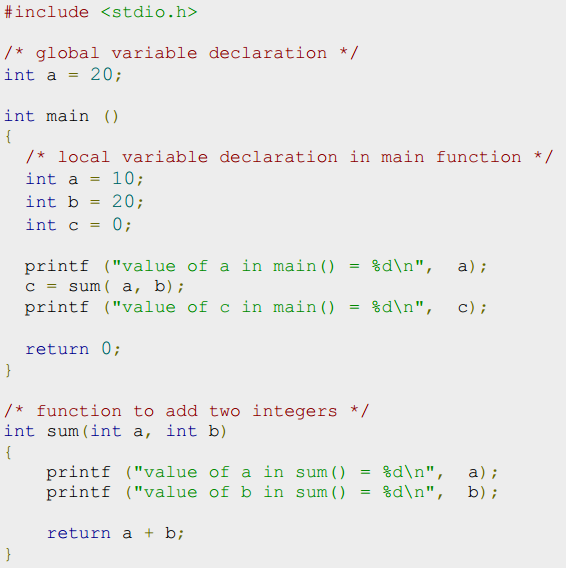 #include <stdio.h>
/* global variable declaration */
int a = 20;
int main ()
{
/* local variable declaration in main function */
int a = 10;
int b = 20;
int c = 0;
printf ("value of a in main() = %d\n", a);
c = sum( a, b);
printf ("value of c in main() = %d\n", c);
return 0;
}
/* function to add two integers */
int sum(int a, int b)
{
printf ("value of a in sum() = %d\n", a);
printf ("value of b in sum() = %d\n", b);
return a + b;
}